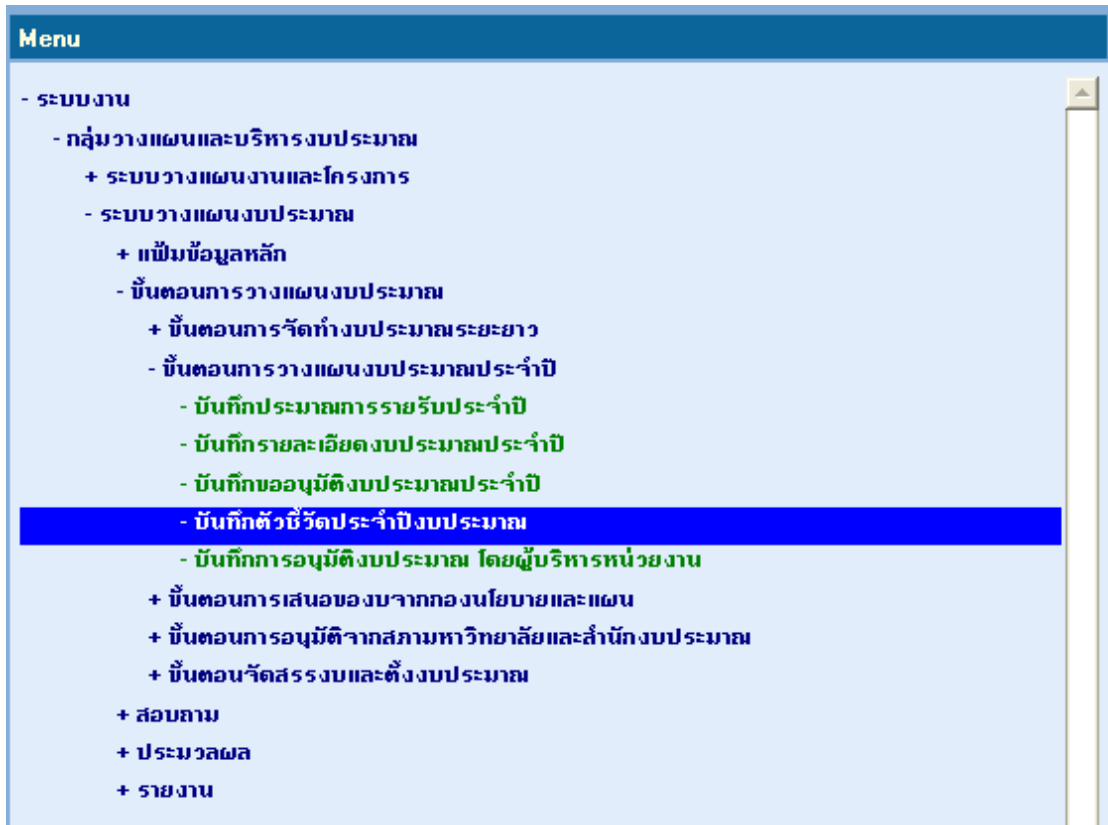 Menu
- ระบบงาน
- กลุ่มวางแผนและบริหารงบประมาณ
+ ระบบวางแผนงานและโครงการ
- ระบบวางแผนงบประมาณ
+ แฟ้มข้อมูลหลัก
- ขั้นตอนการวางแผนงบประมาณ
+ ขั้นตอนการจัดทำงบประมาณระยะยาว
- ขั้นตอนการวางแผนงบประมาณประจำปี
- บันทึกประมาณการรายรับประจำปี
- บันทึกรายละเอียดงบประมาณประจำปี
- บันทึกขออนุมัติงบประมาณประจำปี
- บันทึกตัวชี้วัดประจำปีงบประมาณ
- บันทึกการอนุมัติงบประมาณ โดยผู้บริหารหน่วยงาน
+ ขั้นตอนการเสนอของบจากกองนโยบายและแผน
+ ขั้นตอนการอนุมัติจากสภามหาวิทยาลัยและสำนักงบประมาณ
+ ขั้นตอนจัดสรรงบและตั้งงบประมาณ
+ สอบถาม
+ ประมวลผล
+ รายงาน